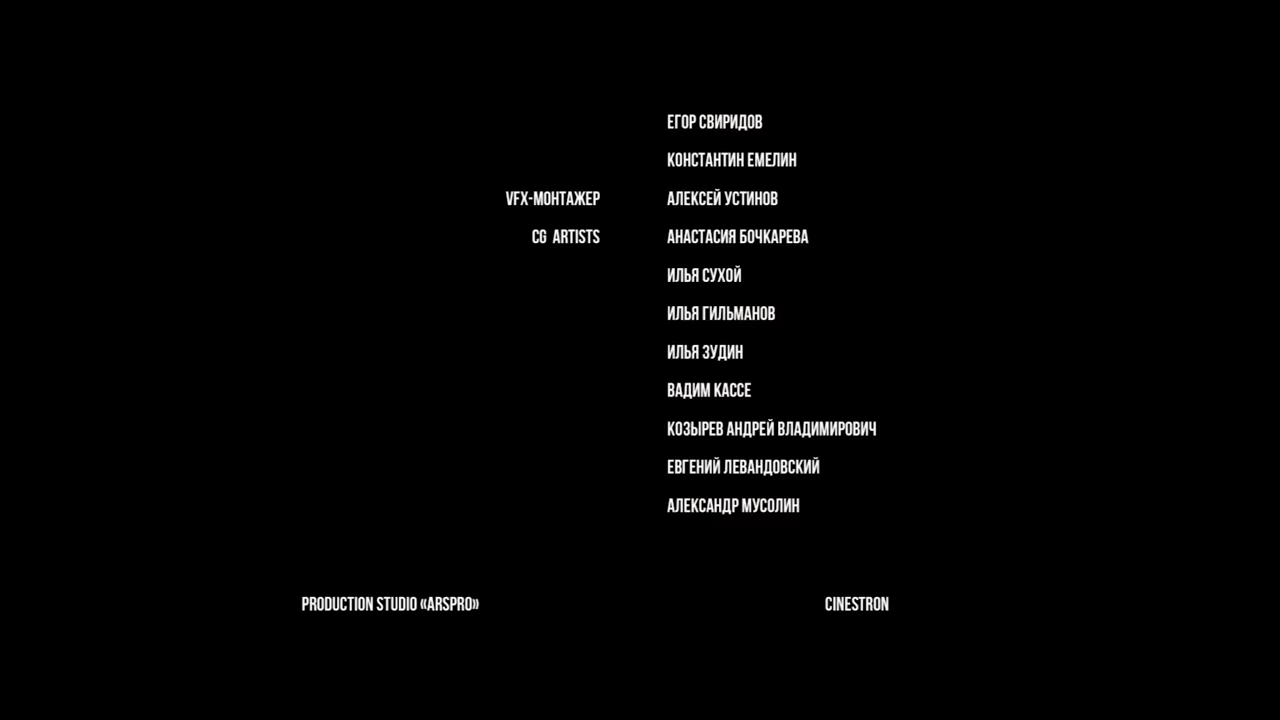 ЕГОР СВИРИДОВ
КОНСТАНТИН ЕМЕЛИН
VFX-МОНТАЖЕР АЛЕКСЕЙ УСТИНОВ
CG ARTISTS АНАСТАСИЯ БОЧКАРЕВА
ИЛЬЯ СУХОЙ
ИЛЬЯ ГИЛЬМАНОВ
ИЛЬЯ ЗУДИН
ВАДИМ КАССЕ
КОЗЫРЕВ АНДРЕЙ ВЛАДИМИРОВИЧ
ЕВГЕНИЙ ЛЕВАНДОВСКИЙ
АЛЕКСАНДР МУСОЛИН
PRODUCTION STUDIO «ARSPRO» CINESTRON